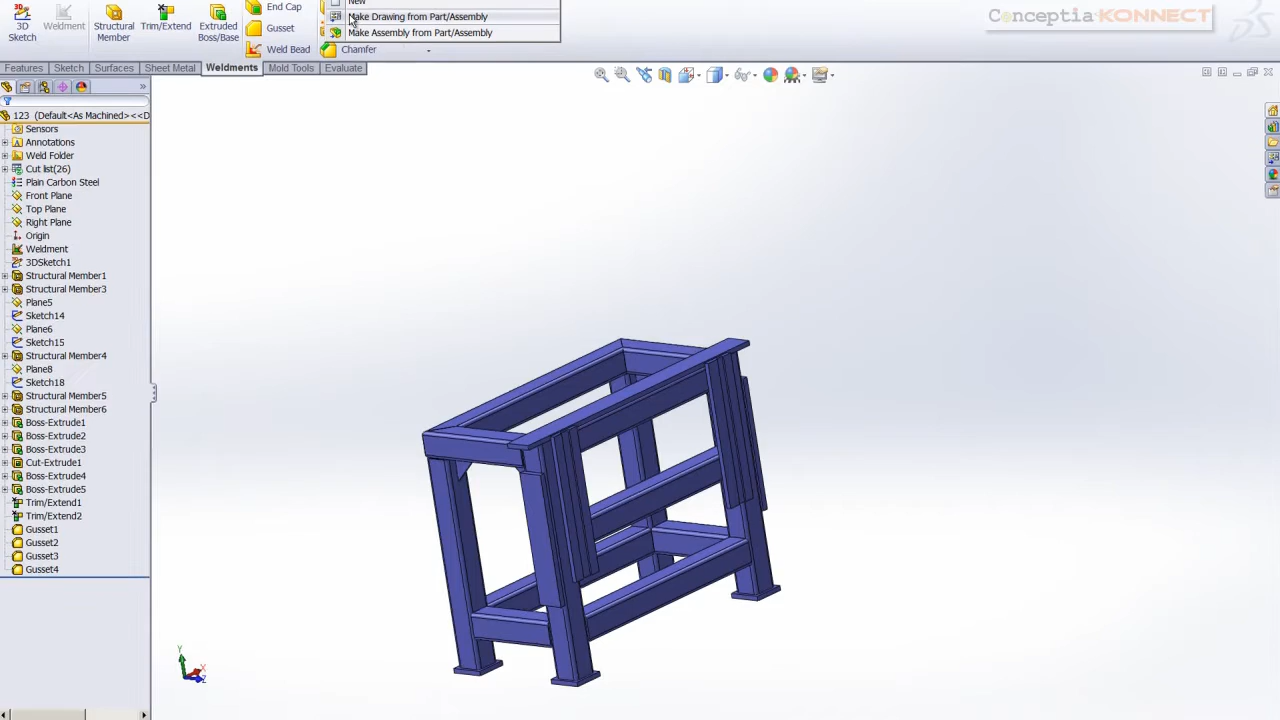 New
Make Drawing from Part/Assembly
Make Assembly from Part/Assembly
Conceptia KONNECT
3D Sketch
Weldment
Structural Member
Trim/Extend
Extruded Boss/Base
End Cap
Gusset
Weld Bead
Chamfer
Features
Sketch
Surfaces
Sheet Metal
Weldments
Mold Tools
Evaluate
123 (Default<As Machined><<D
Sensors
Annotations
Weld Folder
Cut list(26)
Plain Carbon Steel
Front Plane
Top Plane
Right Plane
Origin
Weldment
3DSketch1
Structural Member1
Structural Member3
Plane5
Sketch14
Plane6
Sketch15
Structural Member4
Plane8
Sketch18
Structural Member5
Structural Member6
Boss-Extrude1
Boss-Extrude2
Boss-Extrude3
Cut-Extrude1
Boss-Extrude4
Boss-Extrude5
Trim/Extend1
Trim/Extend2
Gusset1
Gusset2
Gusset3
Gusset4
Y
X
Z